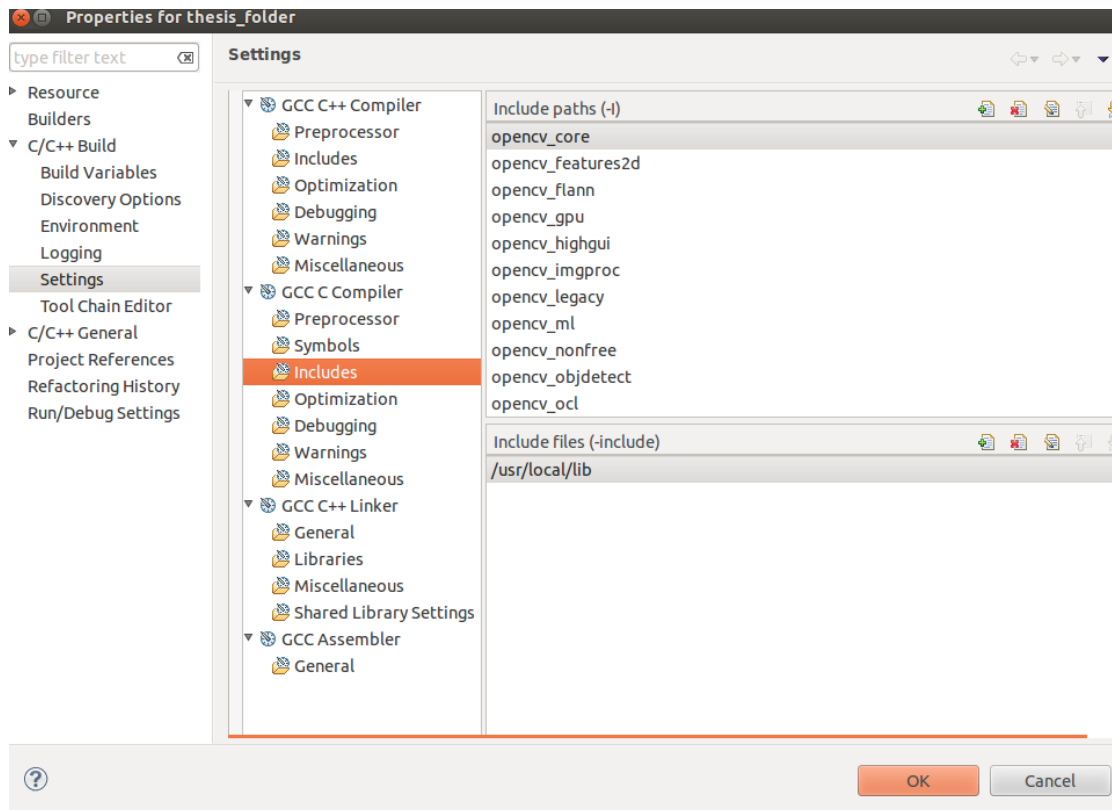 Properties for thesis_folder
type filter text
Resource
Builders
C/C++ Build
Build Variables
Discovery Options
Environment
Logging
Settings
Tool Chain Editor
C/C++ General
Project References
Refactoring History
Run/Debug Settings
Settings
GCC C++ Compiler
Preprocessor
Includes
Optimization
Debugging
Warnings
Miscellaneous
GCC C Compiler
Preprocessor
Symbols
Includes
Optimization
Debugging
Warnings
Miscellaneous
GCC C++ Linker
General
Libraries
Miscellaneous
Shared Library Settings
GCC Assembler
General
Include paths (-I)
opencv_core
opencv_features2d
opencv_flann
opencv_gpu
opencv_highgui
opencv_imgproc
opencv_legacy
opencv_ml
opencv_nonfree
opencv_objdetect
opencv_ocl
Include files (-include)
/usr/local/lib
?
OK
Cancel